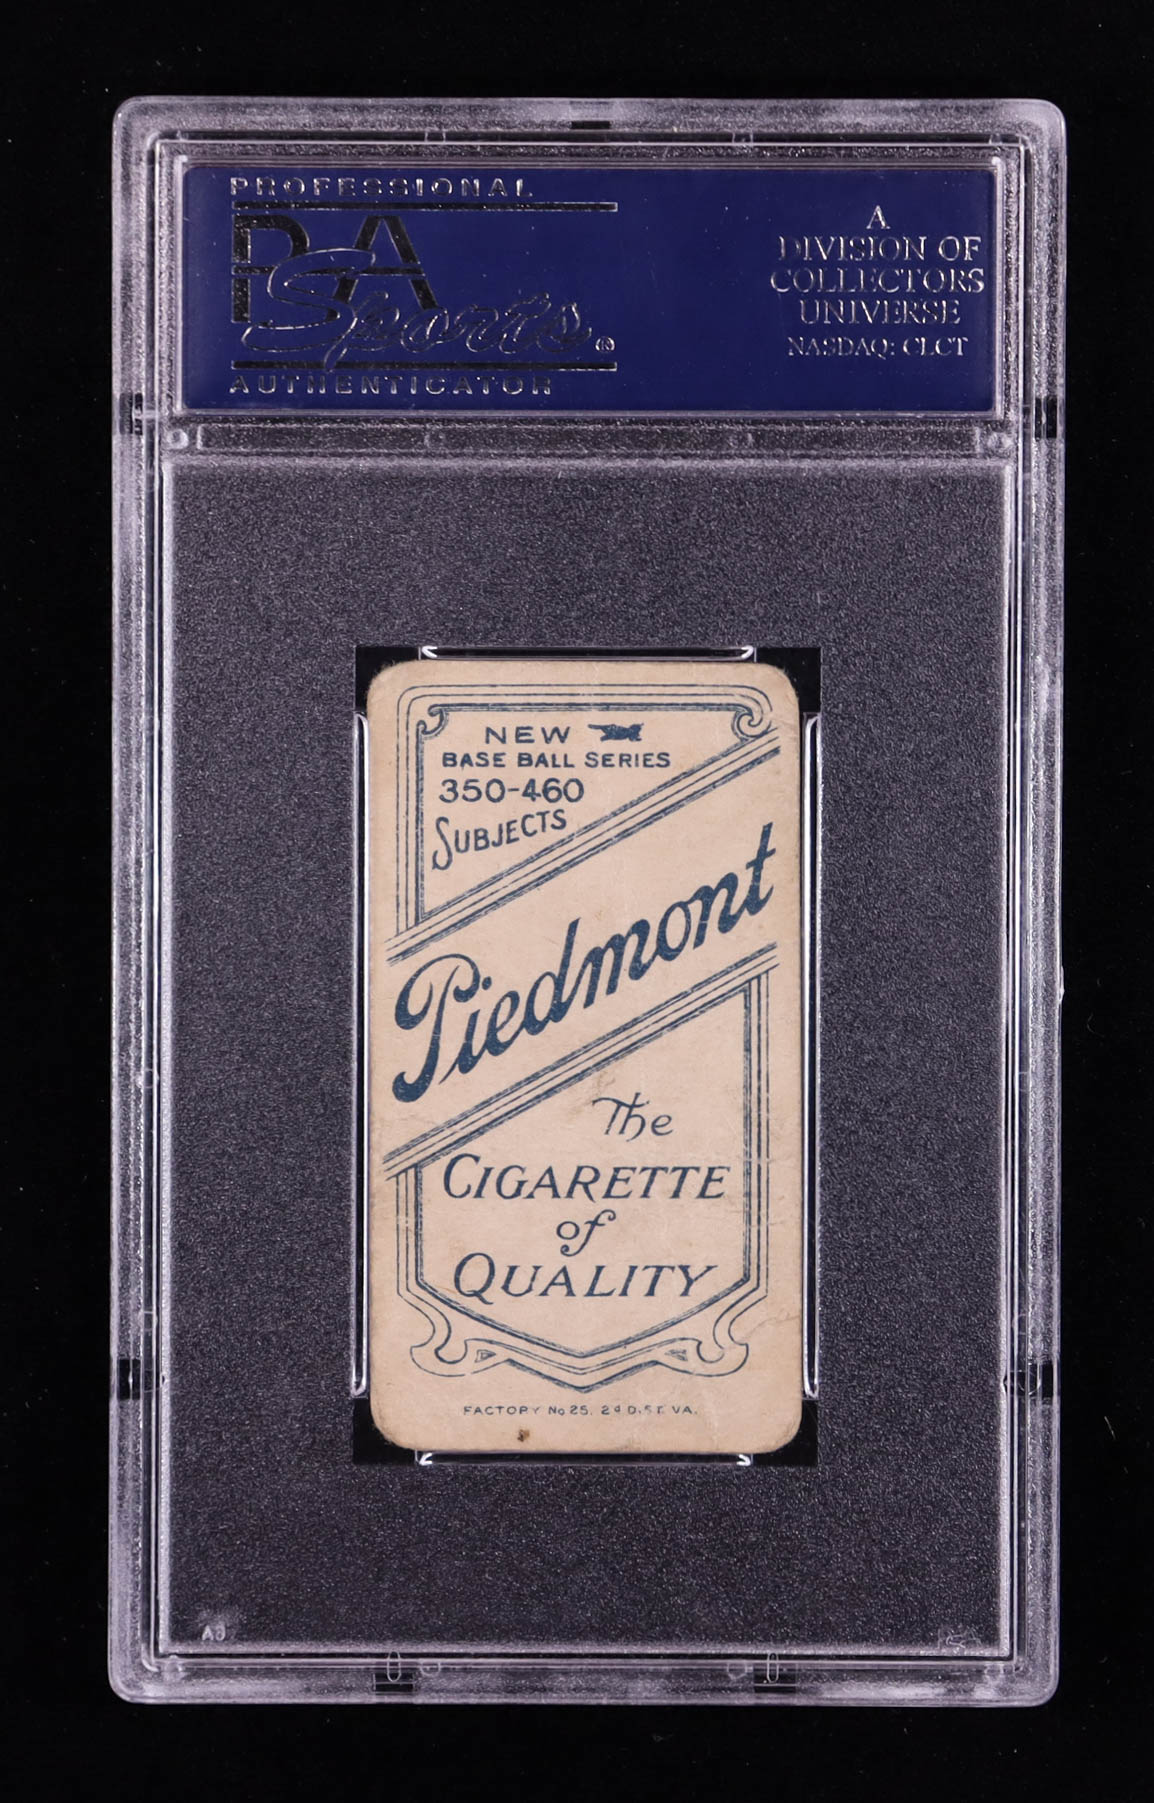 PROFESSIONAL
PSA
Sports®
AUTHENTICATOR
A
DIVISION OF
COLLECTORS
UNIVERSE
NASDAQ: CLCT
NEW
BASE BALL SERIES
350-460
SUBJECTS
Piedmont
The
CIGARETTE
of
QUALITY
FACTORY No 25. 2d DIST. VA.